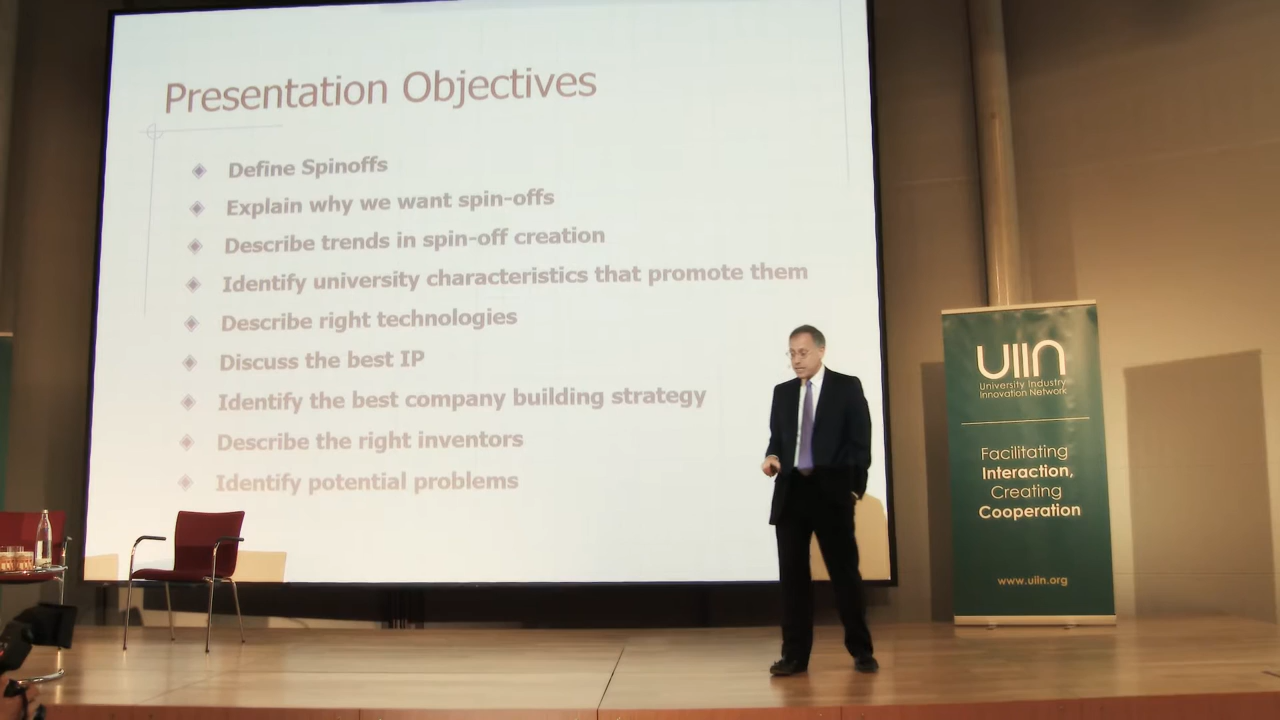 Presentation Objectives
Define Spinoffs
Explain why we want spin-offs
Describe trends in spin-off creation
Identify university characteristics that promote them
Describe right technologies
Discuss the best IP
Identify the best company building strategy
Describe the right inventors
Identify potential problems
UIIN
University Industry
Innovation Network
Facilitating
Interaction,
Creating
Cooperation
www.uiin.org